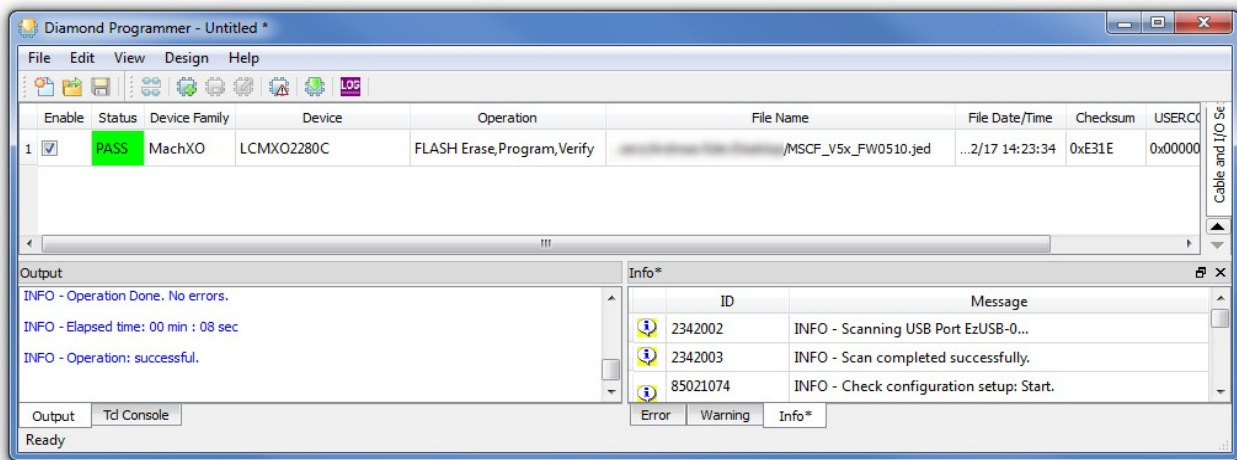 Diamond Programmer - Untitled *
File Edit View Design Help
LOG
Enable Status Device Family Device Operation File Name File Date/Time Checksum USERCO
1 PASS MachXO LCMXO2280C FLASH Erase,Program,Verify /MSCF_V5x_FW0510.jed ...2/17 14:23:34 0xE31E 0x00000
Cable and I/O Se
Output
INFO - Operation Done. No errors.
INFO - Elapsed time: 00 min : 08 sec
INFO - Operation: successful.
Output Tcl Console
Info*
ID Message
2342002 INFO - Scanning USB Port EzUSB-0...
2342003 INFO - Scan completed successfully.
85021074 INFO - Check configuration setup: Start.
Error Warning Info*
Ready